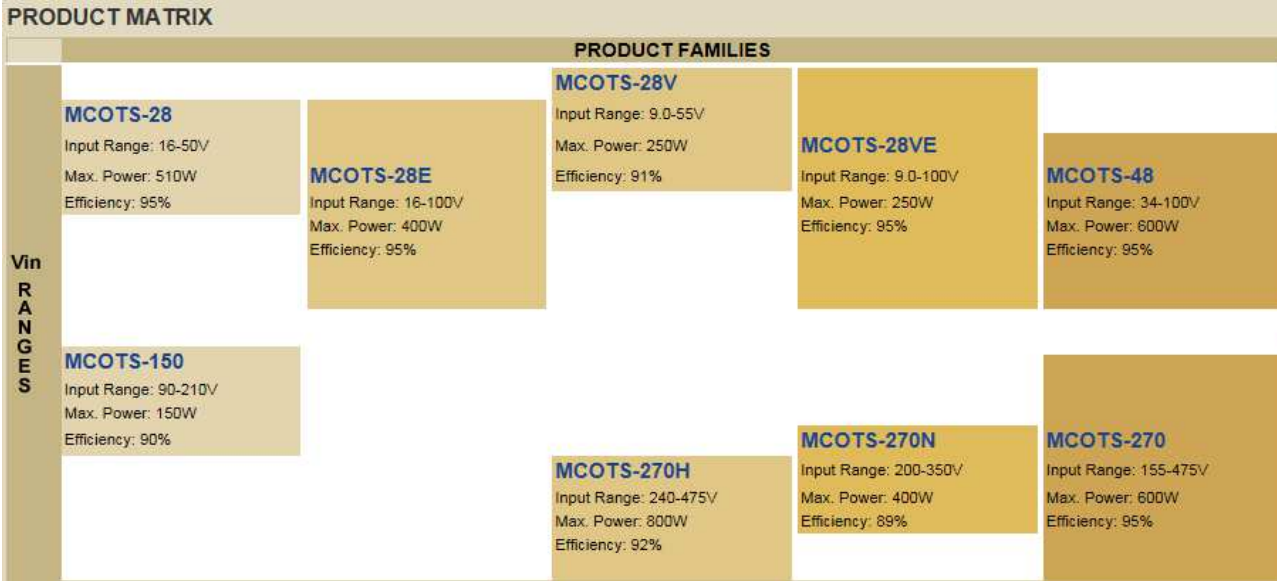 PRODUCT MATRIX
PRODUCT FAMILIES
Vin
RANGES
MCOTS-28
Input Range: 16-50V
Max. Power: 510W
Efficiency: 95%
MCOTS-28E
Input Range: 16-100V
Max. Power: 400W
Efficiency: 95%
MCOTS-28V
Input Range: 9.0-55V
Max. Power: 250W
Efficiency: 91%
MCOTS-28VE
Input Range: 9.0-100V
Max. Power: 250W
Efficiency: 95%
MCOTS-48
Input Range: 34-100V
Max. Power: 600W
Efficiency: 95%
MCOTS-150
Input Range: 90-210V
Max. Power: 150W
Efficiency: 90%
MCOTS-270H
Input Range: 240-475V
Max. Power: 800W
Efficiency: 92%
MCOTS-270N
Input Range: 200-350V
Max. Power: 400W
Efficiency: 89%
MCOTS-270
Input Range: 155-475V
Max. Power: 600W
Efficiency: 95%